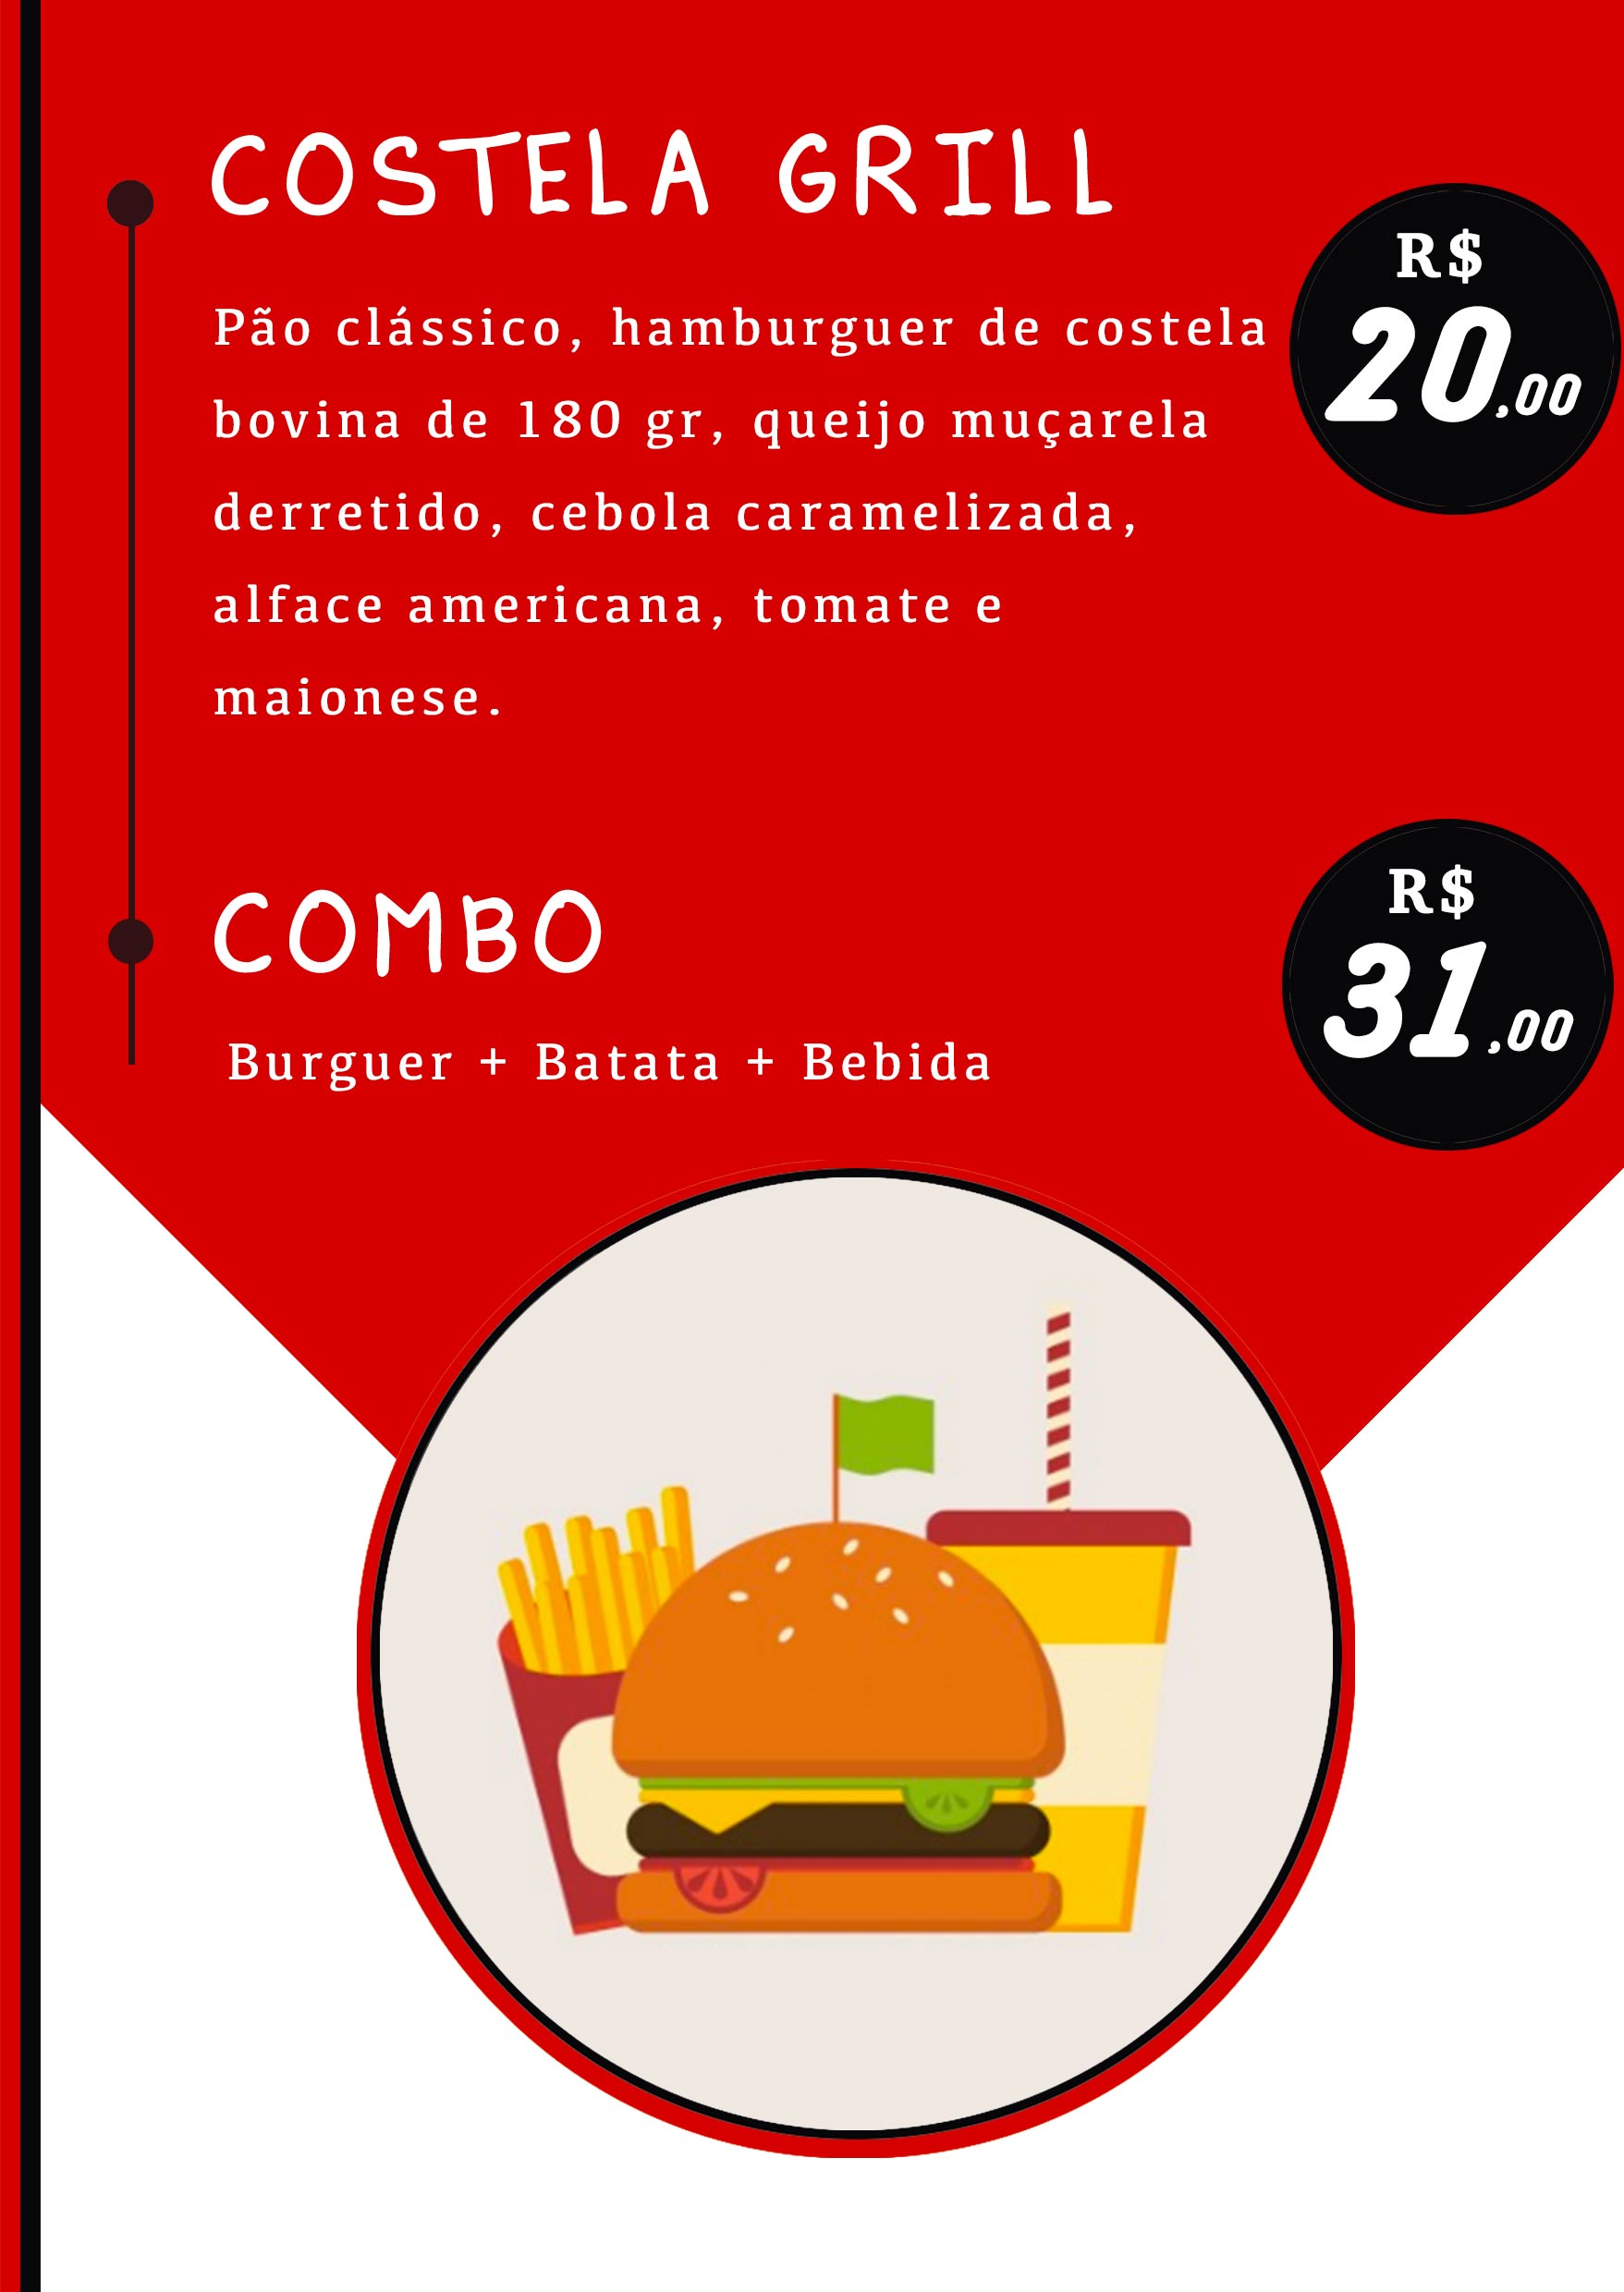 COSTELA GRILL
R$
20,00
Pão clássico, hamburguer de costela
bovina de 180 gr, queijo muçarela
derretido, cebola caramelizada,
alface americana, tomate e
maionese.
COMBO
R$
31,00
Burguer + Batata + Bebida